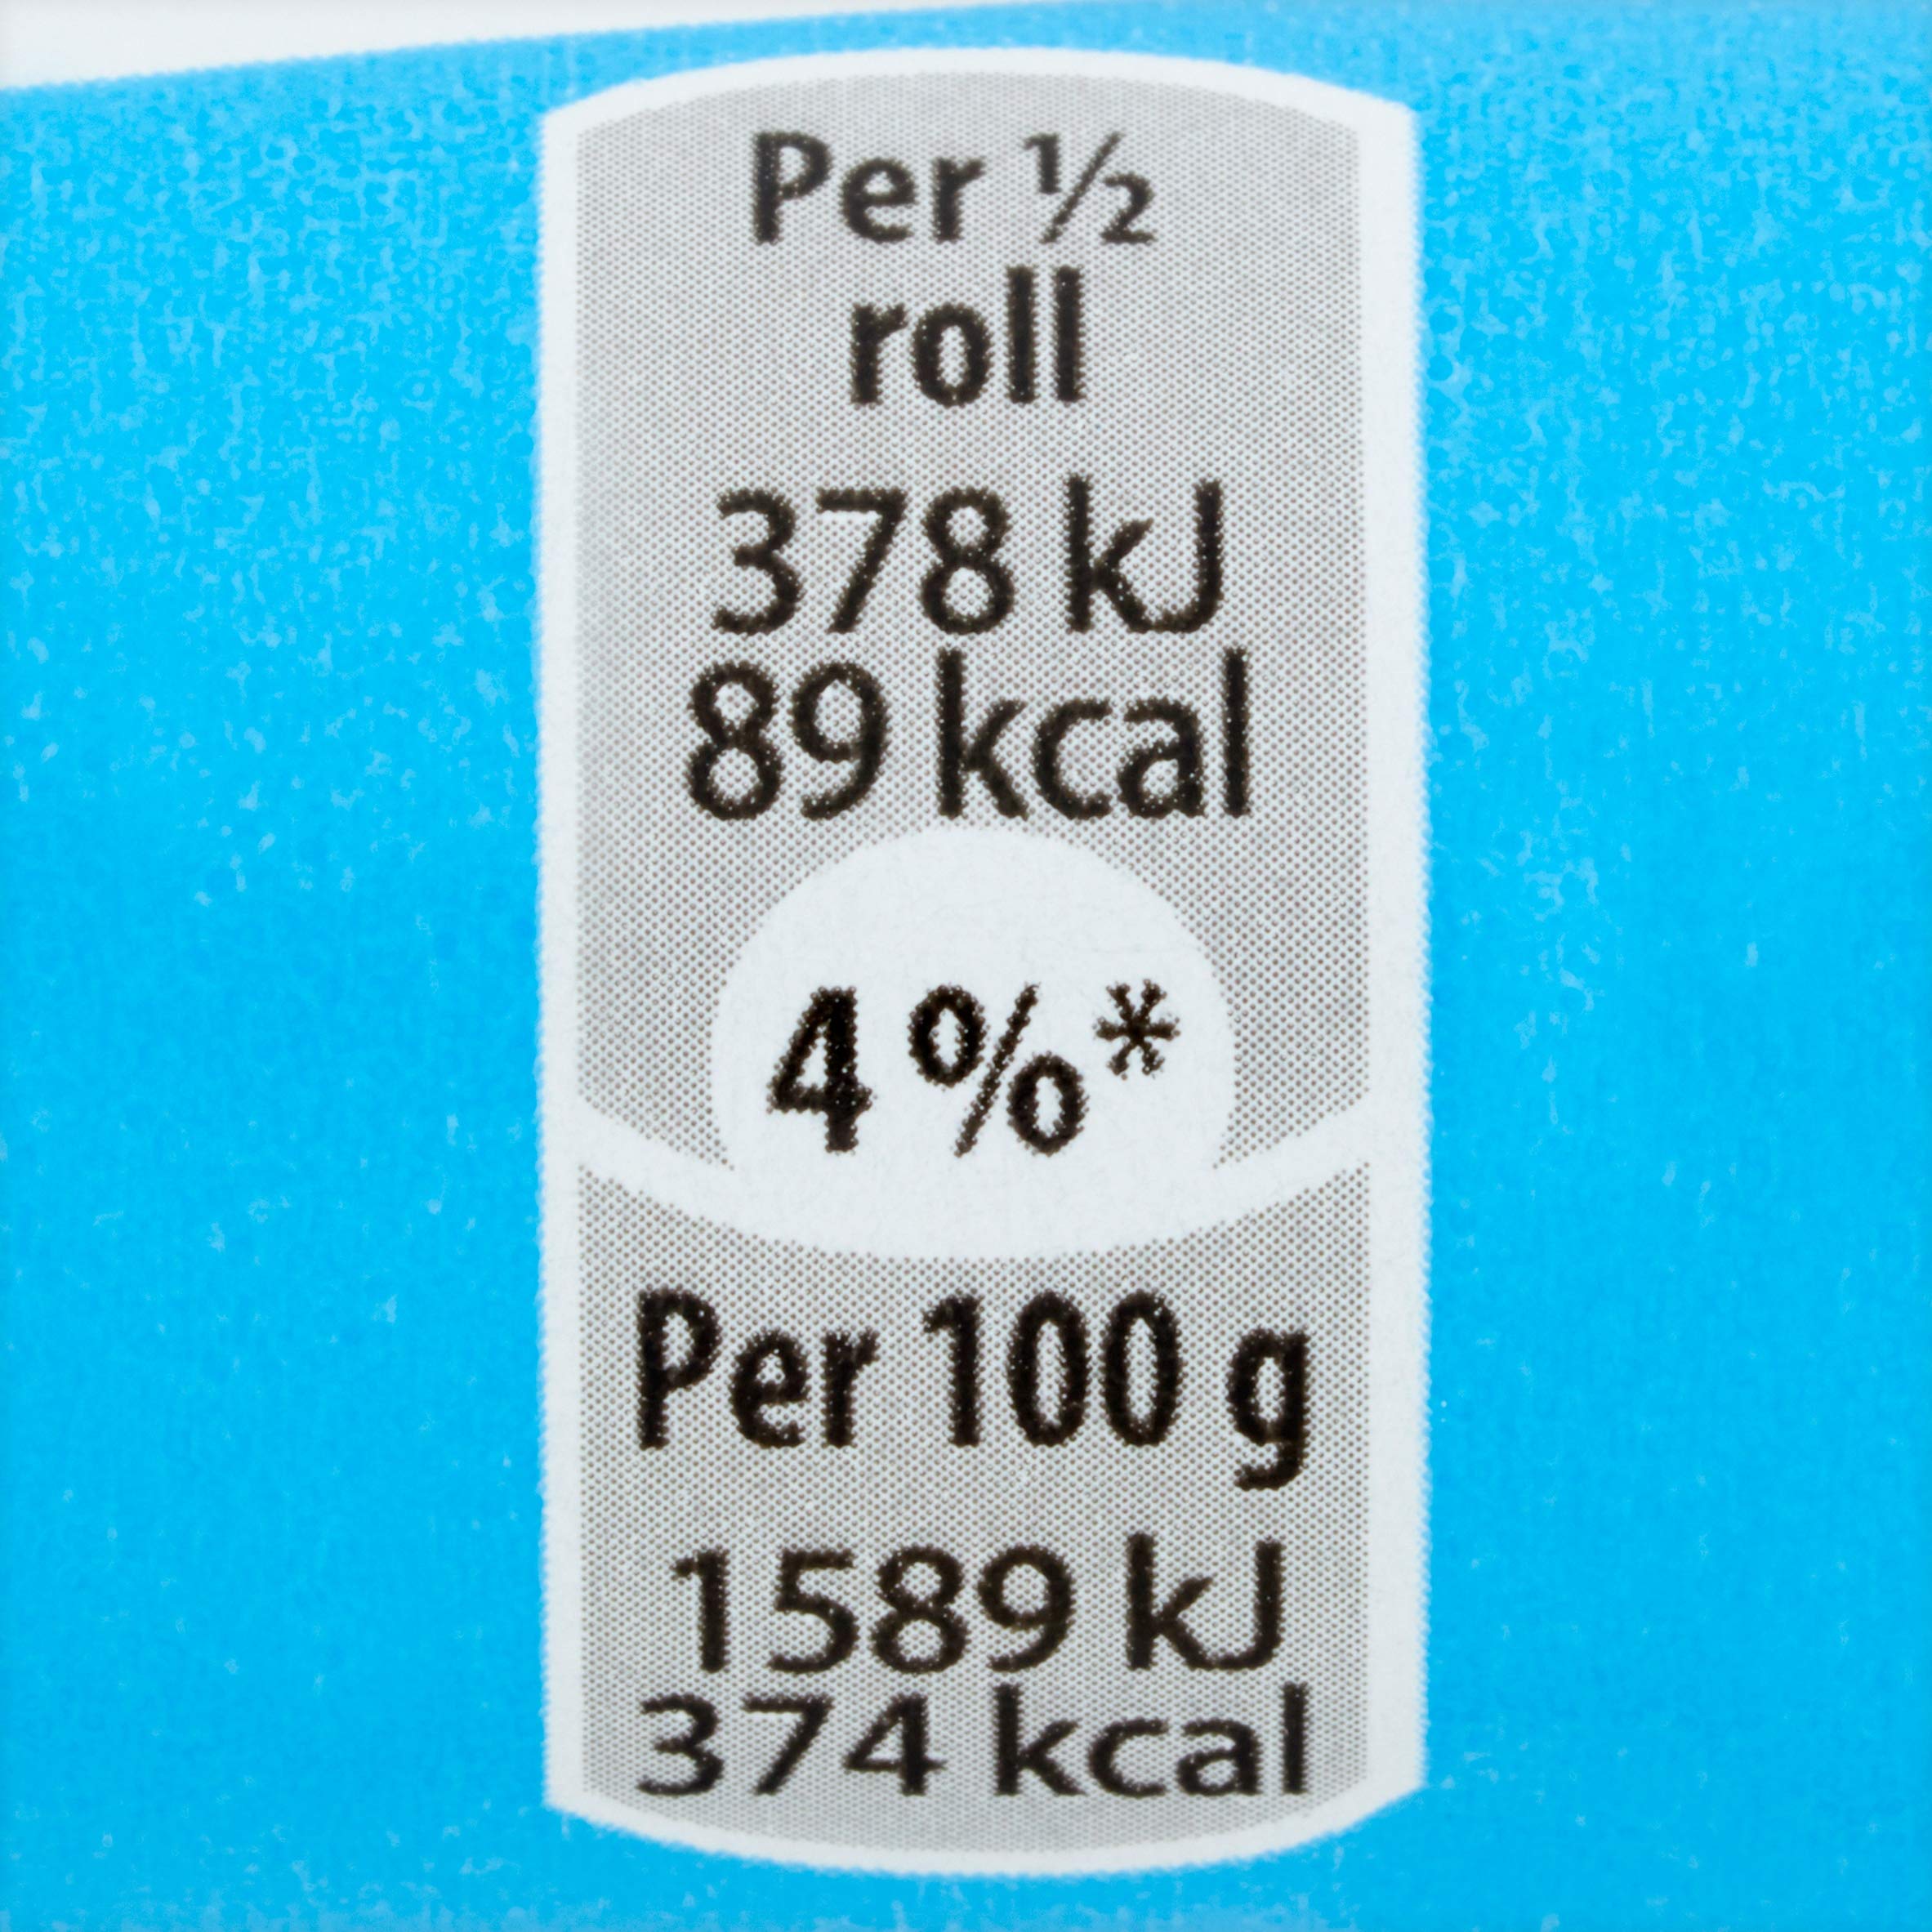 Per ½
roll
378 kJ
89 kcal
4 %*
Per 100 g
1589 kJ
374 kcal